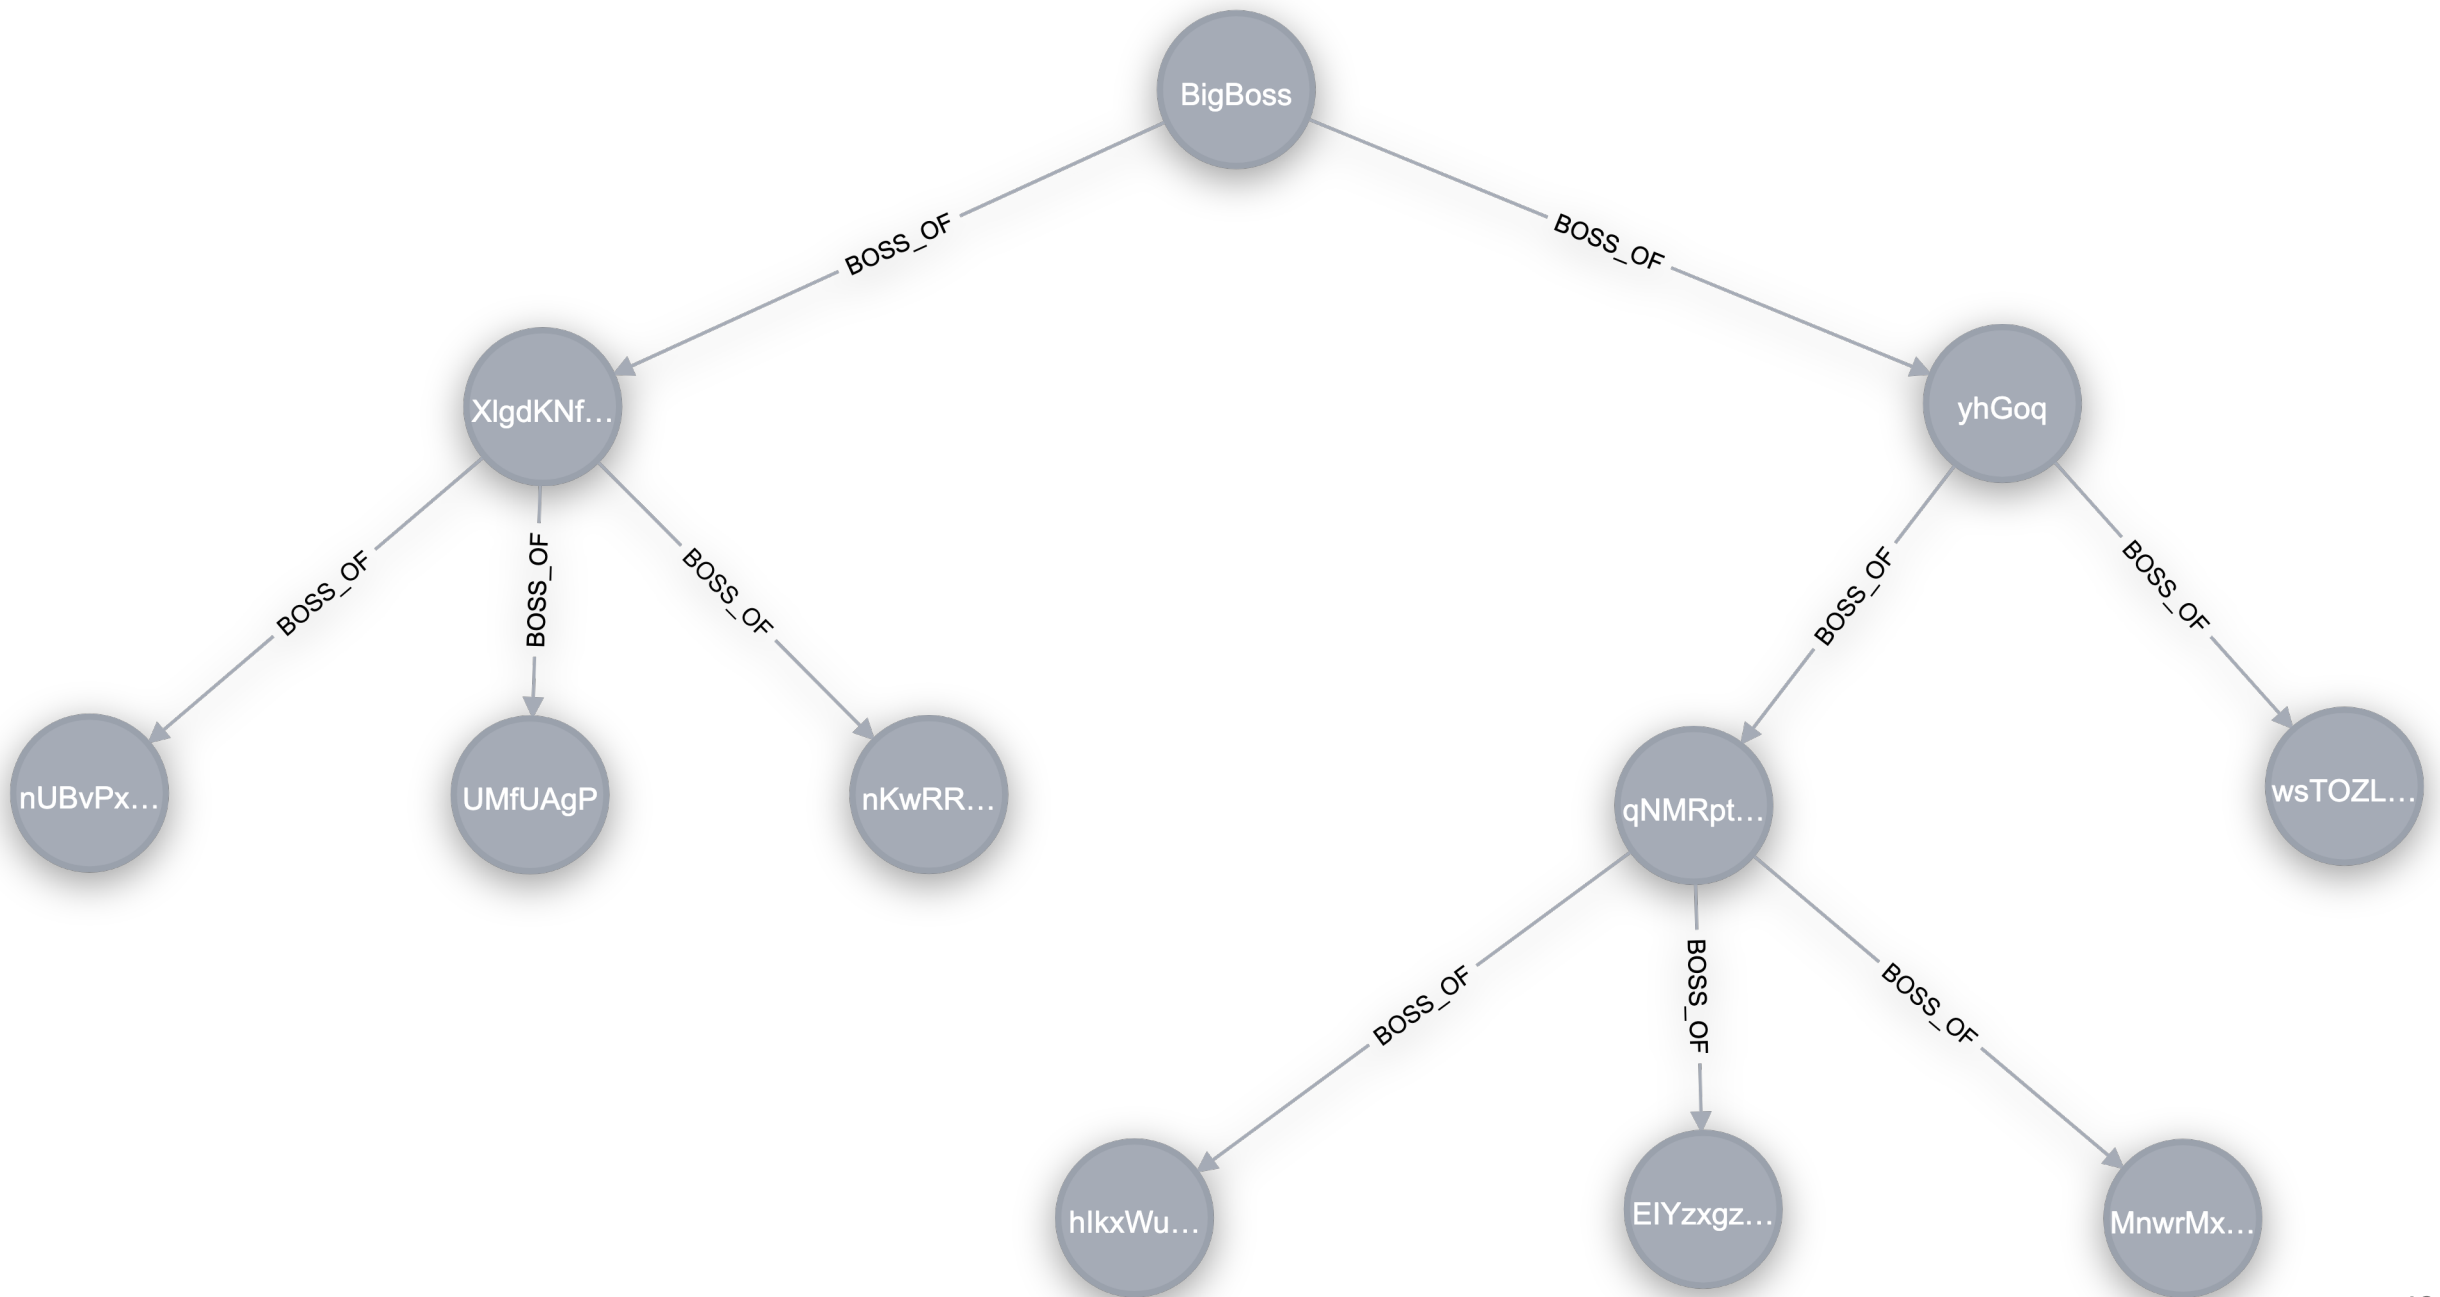 BigBoss
BOSS_OF
BOSS_OF
XlgdKNf...
yhGoq
BOSS_OF
BOSS_OF
BOSS_OF
BOSS_OF
BOSS_OF
nUBvPx...
UMfUAgP
nKwRR...
qNMRpt...
wsTOZL...
BOSS_OF
BOSS_OF
BOSS_OF
hIkxWu...
EIYzxgz...
MnwrMx...